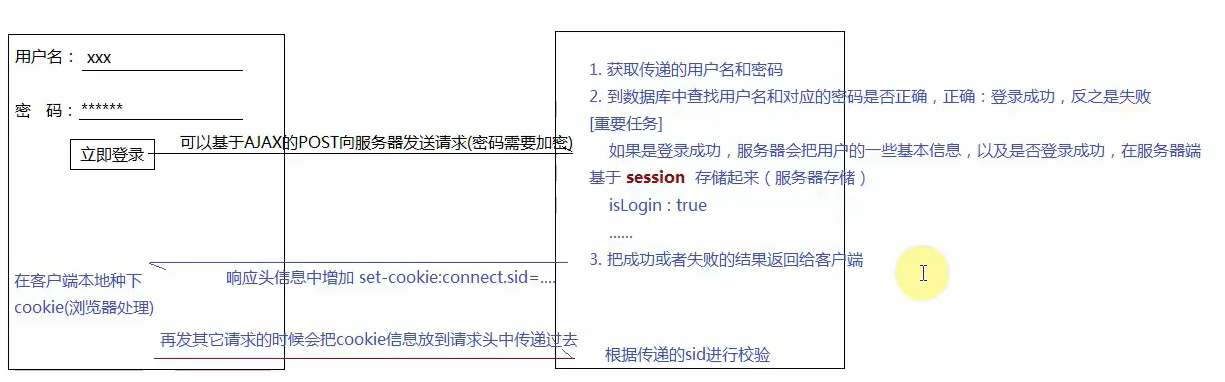 用户名： xxx
密 码：******
立即登录
可以基于AJAX的POST向服务器发送请求(密码需要加密)
1. 获取传递的用户名和密码
2. 到数据库中查找用户名和对应的密码是否正确，正确：登录成功，反之是失败
[重要任务]
如果是登录成功，服务器会把用户的一些基本信息，以及是否登录成功，在服务器端
基于 session 存储起来（服务器存储）
isLogin : true
......
3. 把成功或者失败的结果返回给客户端
响应头信息中增加 set-cookie:connect.sid=....
在客户端本地种下
cookie(浏览器处理)
再发其它请求的时候会把cookie信息放到请求头中传递过去
根据传递的sid进行校验